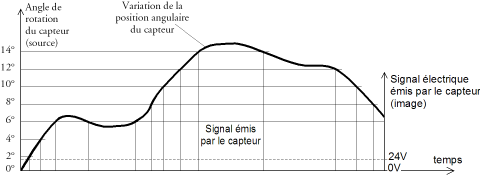 Angle de
rotation
du capteur
(source)
Variation de la
position angulaire
du capteur
14°
12°
10°
8°
6°
4°
2°
0°
Signal émis
par le capteur
Signal électrique
émis par le capteur
(image)
24V
0V
temps